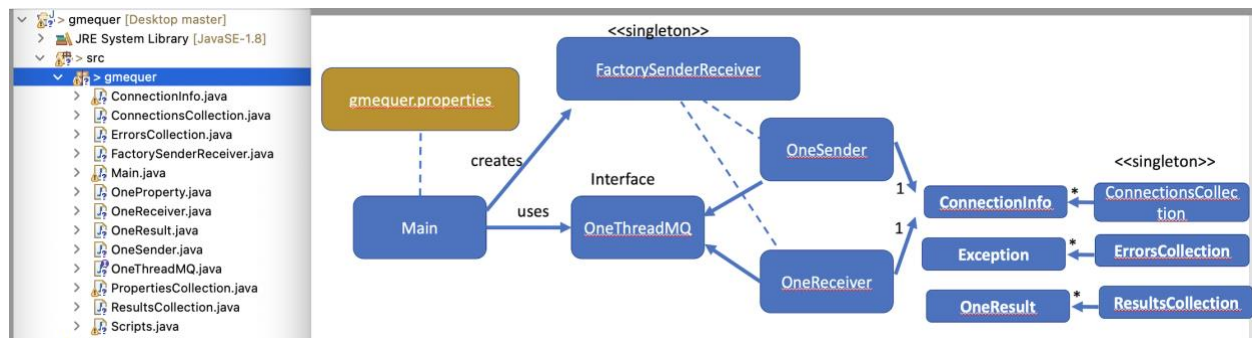 > gmequer [Desktop master]
JRE System Library [JavaSE-1.8]
> src
> gmequer
ConnectionInfo.java
ConnectionsCollection.java
ErrorsCollection.java
FactorySenderReceiver.java
Main.java
OneProperty.java
OneReceiver.java
OneResult.java
OneSender.java
OneThreadMQ.java
PropertiesCollection.java
ResultsCollection.java
Scripts.java
<<singleton>>
FactorySenderReceiver
gmequer.properties
creates
Main
uses
Interface
OneThreadMQ
OneSender
OneReceiver
1
1
ConnectionInfo
*
<<singleton>>
ConnectionsCollec
tion
Exception
*
ErrorsCollection
OneResult
*
ResultsCollection